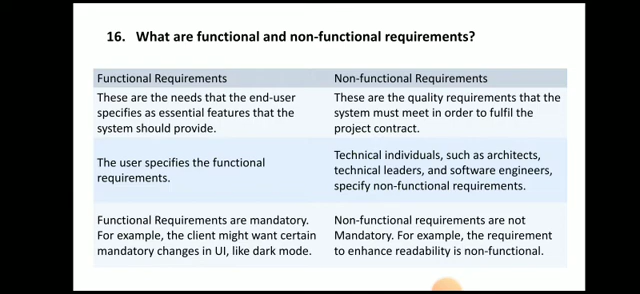 16. What are functional and non-functional requirements?
Functional Requirements
Non-functional Requirements
These are the needs that the end-user
specifies as essential features that the
system should provide.
These are the quality requirements that the
system must meet in order to fulfil the
project contract.
The user specifies the functional
requirements.
Technical individuals, such as architects,
technical leaders, and software engineers,
specify non-functional requirements.
Functional Requirements are mandatory.
For example, the client might want certain
mandatory changes in UI, like dark mode.
Non-functional requirements are not
Mandatory. For example, the requirement
to enhance readability is non-functional.